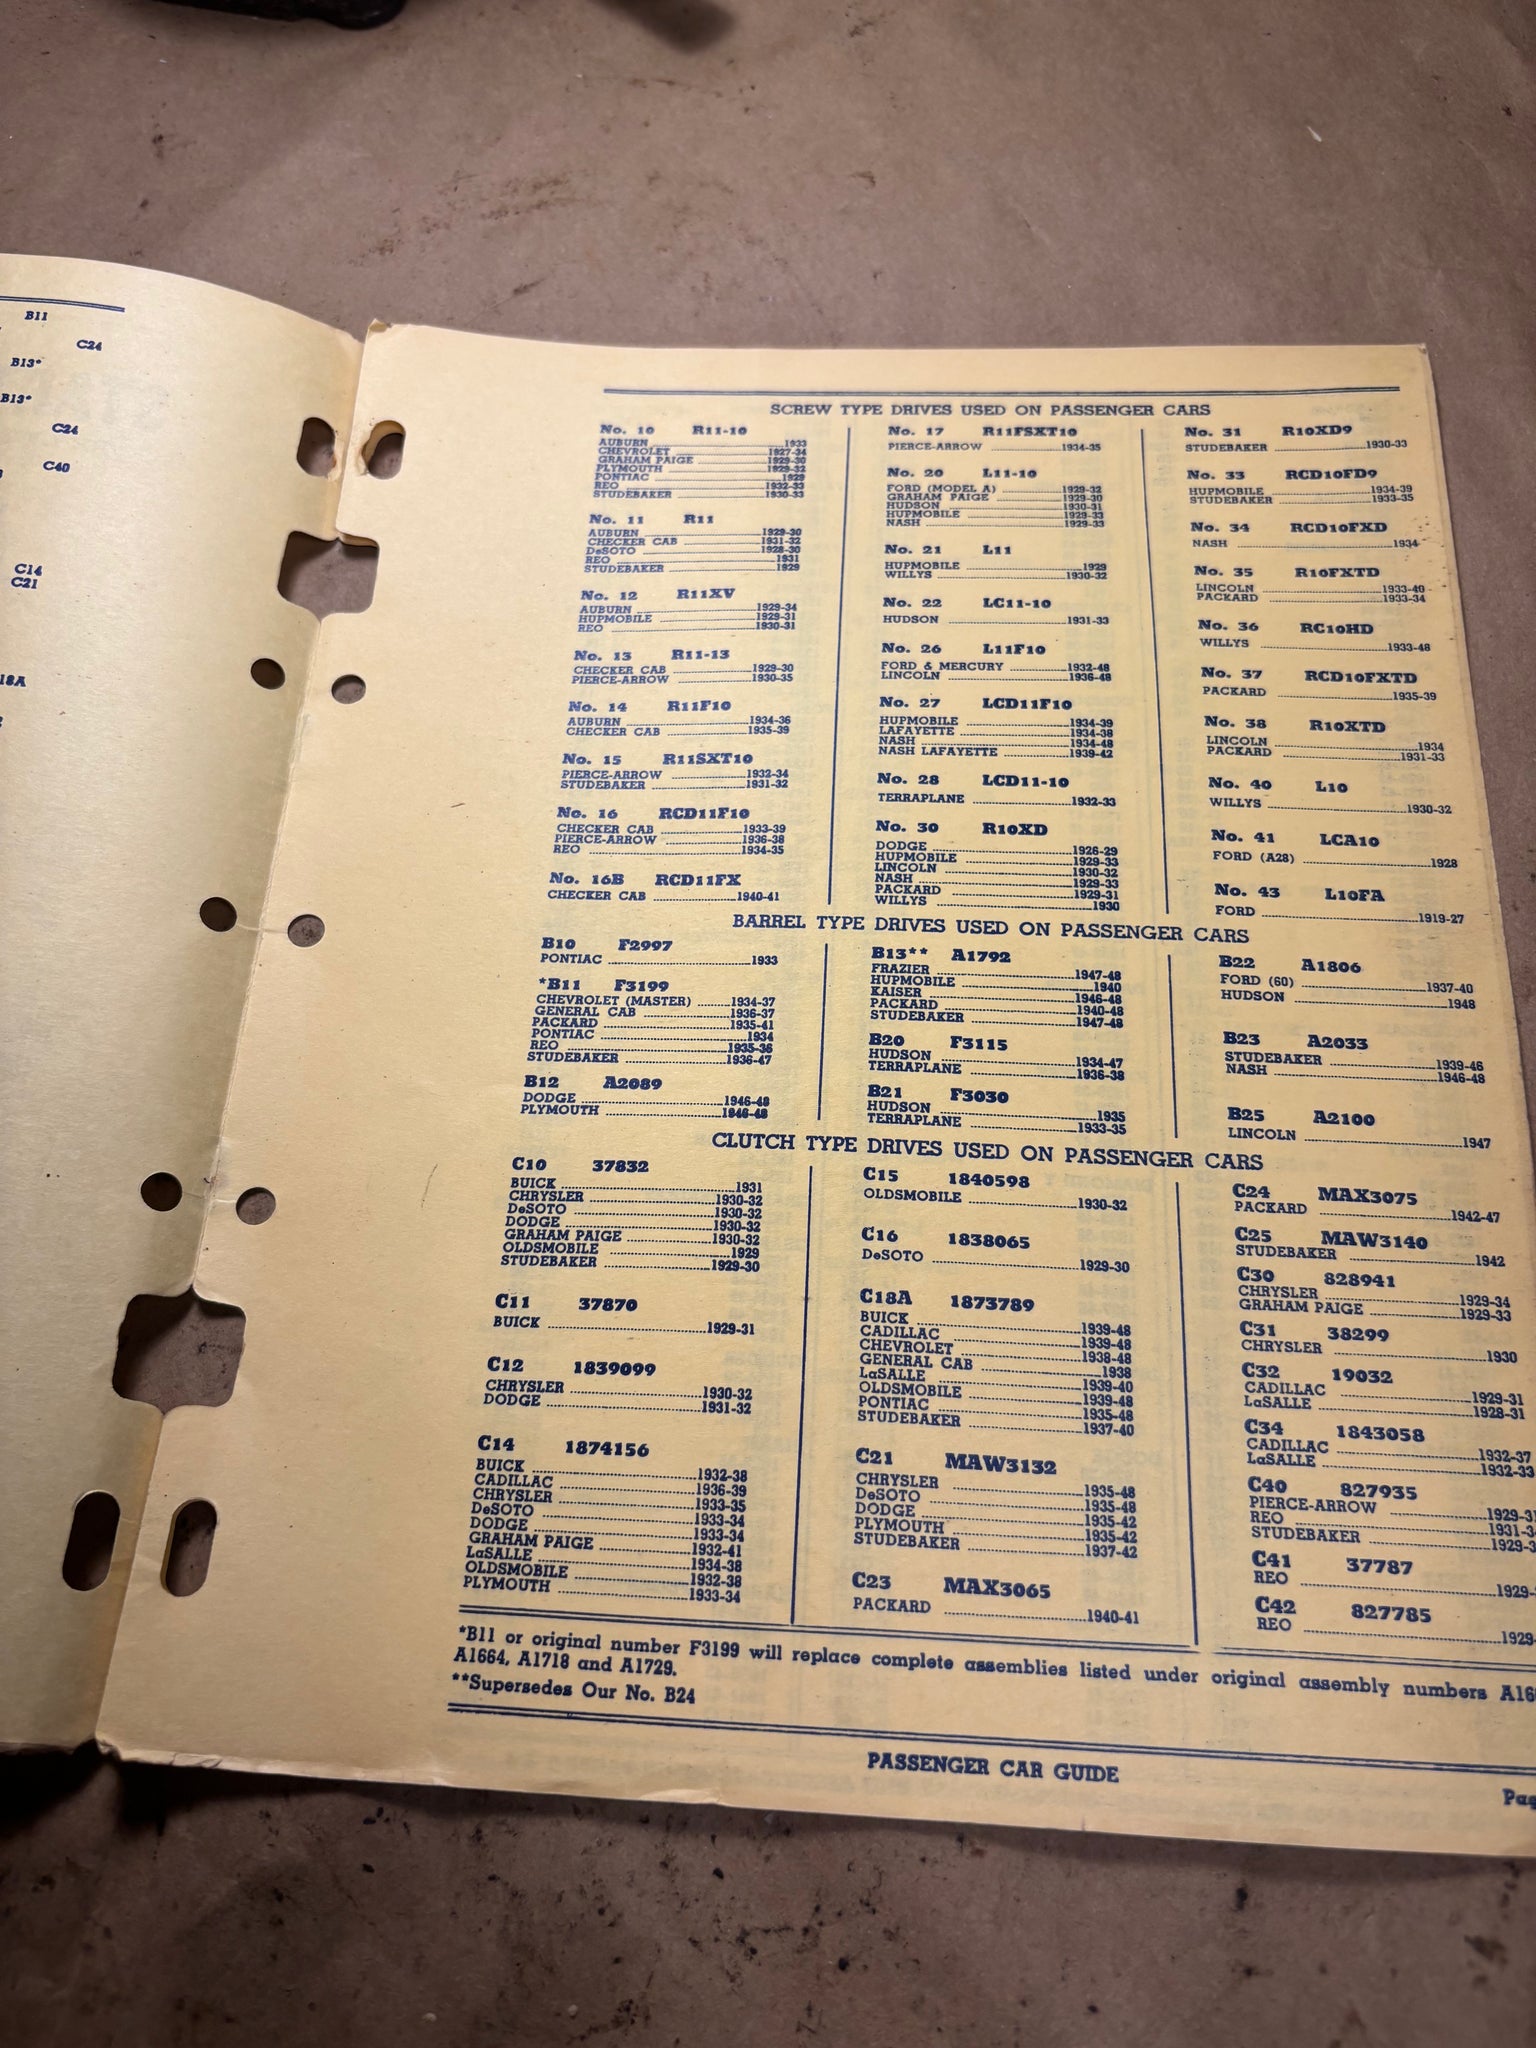 B11
C24
B13*
B13*
C24
C40
C14
C21
18A
SCREW TYPE DRIVES USED ON PASSENGER CARS
No. 10 R11-10
AUBURN 1933
CHEVROLET 1927-34
GRAHAM PAIGE 1929-30
PLYMOUTH 1929-32
PONTIAC 1929
REO 1932-33
STUDEBAKER 1930-33
No. 11 R11
AUBURN 1929-30
CHECKER CAB 1931-32
DeSOTO 1928-30
REO 1931
STUDEBAKER 1929
No. 12 R11XV
AUBURN 1929-34
HUPMOBILE 1929-31
REO 1930-31
No. 13 R11-13
CHECKER CAB 1929-30
PIERCE-ARROW 1930-35
No. 14 R11F10
AUBURN 1934-36
CHECKER CAB 1935-39
No. 15 R11SXT10
PIERCE-ARROW 1932-34
STUDEBAKER 1931-32
No. 16 RCD11F10
CHECKER CAB 1933-39
PIERCE-ARROW 1936-38
REO 1934-35
No. 16B RCD11FX
CHECKER CAB 1940-41
No. 17 R11FSXT10
PIERCE-ARROW 1934-35
No. 20 L11-10
FORD (MODEL A) 1929-32
GRAHAM PAIGE 1929-30
HUDSON 1930-31
HUPMOBILE 1929-33
NASH 1929-33
No. 21 L11
HUPMOBILE 1929
WILLYS 1930-32
No. 22 LC11-10
HUDSON 1931-33
No. 26 L11F10
FORD & MERCURY 1932-48
LINCOLN 1936-48
No. 27 LCD11F10
HUPMOBILE 1934-39
LAFAYETTE 1934-38
NASH 1934-48
NASH LAFAYETTE 1939-42
No. 28 LCD11-10
TERRAPLANE 1932-33
No. 30 R10XD
DODGE 1926-29
HUPMOBILE 1929-33
LINCOLN 1930-32
NASH 1929-33
PACKARD 1929-31
WILLYS 1930
No. 31 R10XD9
STUDEBAKER 1930-33
No. 33 RCD10FD9
HUPMOBILE 1934-39
STUDEBAKER 1933-35
No. 34 RCD10FXD
NASH 1934
No. 35 R10FXTD
LINCOLN 1933-40
PACKARD 1933-34
No. 36 RC10HD
WILLYS 1933-48
No. 37 RCD10FXTD
PACKARD 1935-39
No. 38 R10XTD
LINCOLN 1934
PACKARD 1931-33
No. 40 L10
WILLYS 1930-32
No. 41 LCA10
FORD (A28) 1928
No. 43 L10FA
FORD 1919-27
BARREL TYPE DRIVES USED ON PASSENGER CARS
B10 F2997
PONTIAC 1933
*B11 F3199
CHEVROLET (MASTER) 1934-37
GENERAL CAB 1936-37
PACKARD 1935-41
PONTIAC 1934
REO 1935-36
STUDEBAKER 1936-47
B12 A2089
DODGE 1946-48
PLYMOUTH 1946-48
B13** A1792
FRAZIER 1947-48
HUPMOBILE 1940
KAISER 1946-48
PACKARD 1940-48
STUDEBAKER 1947-48
B20 F3115
HUDSON 1934-47
TERRAPLANE 1936-38
B21 F3030
HUDSON 1935
TERRAPLANE 1933-35
B22 A1806
FORD (60) 1937-40
HUDSON 1948
B23 A2033
STUDEBAKER 1939-46
NASH 1946-48
B25 A2100
LINCOLN 1947
CLUTCH TYPE DRIVES USED ON PASSENGER CARS
C10 37832
BUICK 1931
CHRYSLER 1930-32
DeSOTO 1930-32
DODGE 1930-32
GRAHAM PAIGE 1930-32
OLDSMOBILE 1929
STUDEBAKER 1929-30
C11 37870
BUICK 1929-31
C12 1839099
CHRYSLER 1930-32
DODGE 1931-32
C14 1874156
BUICK 1932-38
CADILLAC 1936-39
CHRYSLER 1933-35
DeSOTO 1933-34
DODGE 1933-34
GRAHAM PAIGE 1932-41
LaSALLE 1934-38
OLDSMOBILE 1932-38
PLYMOUTH 1933-34
C15 1840598
OLDSMOBILE 1930-32
C16 1838065
DeSOTO 1929-30
C18A 1873789
BUICK 1939-48
CADILLAC 1939-48
CHEVROLET 1938-48
GENERAL CAB 1938
LaSALLE 1939-40
OLDSMOBILE 1939-48
PONTIAC 1935-48
STUDEBAKER 1937-40
C21 MAW3132
CHRYSLER 1935-48
DeSOTO 1935-48
DODGE 1935-42
PLYMOUTH 1935-42
STUDEBAKER 1937-42
C23 MAX3065
PACKARD 1940-41
C24 MAX3075
PACKARD 1942-47
C25 MAW3140
STUDEBAKER 1942
C30 828941
CHRYSLER 1929-34
GRAHAM PAIGE 1929-33
C31 38299
CHRYSLER 1930
C32 19032
CADILLAC 1929-31
LaSALLE 1928-31
C34 1843058
CADILLAC 1932-37
LaSALLE 1932-33
C40 827935
PIERCE-ARROW 1929-31
REO 1931-3
STUDEBAKER 1929-3
C41 37787
REO 1929-
C42 827785
REO 1929-
*B11 or original number F3199 will replace complete assemblies listed under original assembly numbers A16
A1664, A1718 and A1729.
**Supersedes Our No. B24
PASSENGER CAR GUIDE
Pag